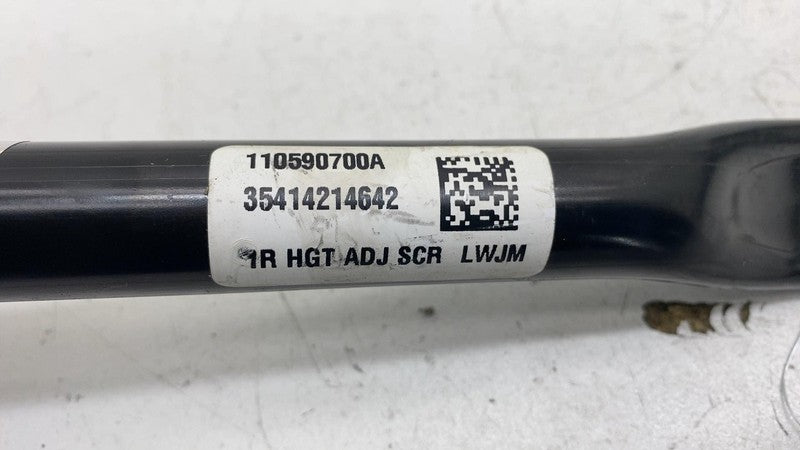 110590700A
35414214642
1R HGT ADJ SCR LWJM